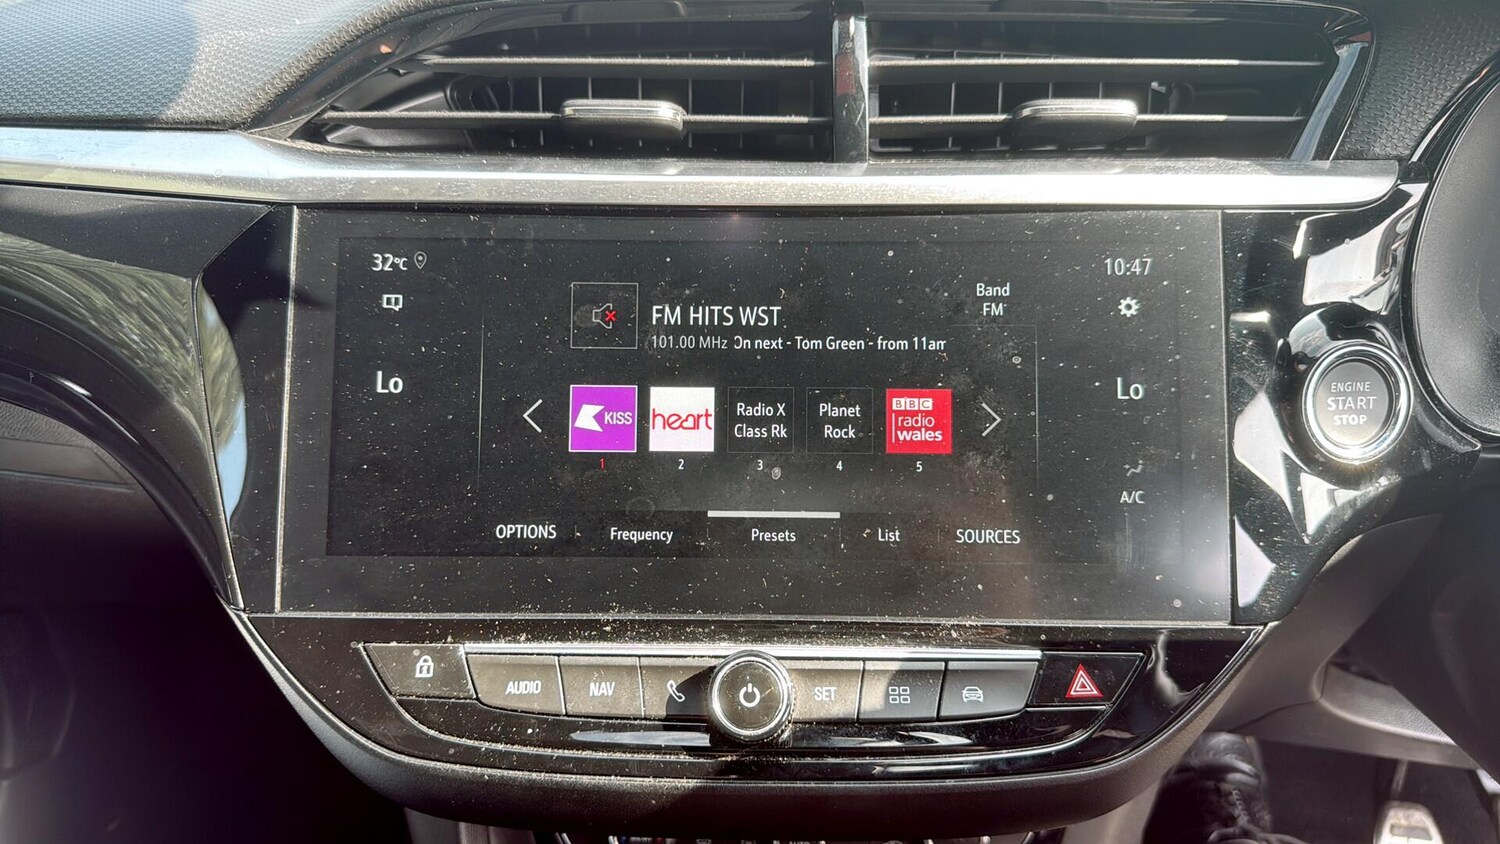 32°C
10:47
Band
FM
FM HITS WST
101.00 MHz On next - Tom Green - from 11am
Lo
Lo
KISS
heart
Radio X
Class Rk
Planet
Rock
BBC
radio
wales
1
2
3
4
5
A/C
OPTIONS
Frequency
Presets
List
SOURCES
ENGINE
START
STOP
AUDIO
NAV
SET